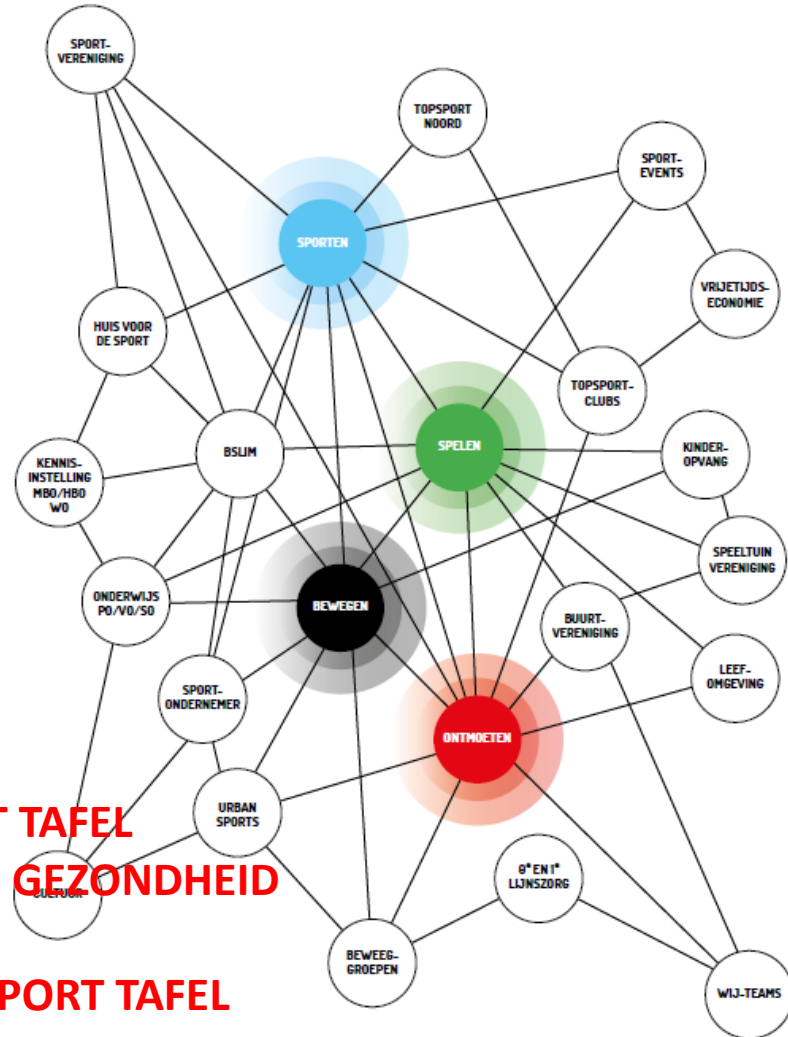 SPORT-
VERENIGING
TOPSPORT
NOORD
SPORT-
EVENTS
SPORTEN
VRIJETIJDS-
ECONOMIE
HUIS VOOR
DE SPORT
TOPSPORT-
CLUBS
BSLIM
SPELEN
KINDER-
OPVANG
KENNIS-
INSTELLING
MBO/HBO
WO
SPEELTUIN
VERENIGING
ONDERWIJS
PO/VO/SO
BEWEGEN
BUURT-
VERENIGING
LEEF-
OMGEVING
SPORT-
ONDERNEMER
ONTMOETEN
URBAN
SPORTS
T TAFEL
GEZONDHEID
CULTUUR
0ᵉ EN 1ᵉ
LIJNSZORG
BEWEEG-
GROEPEN
PORT TAFEL
WIJ-TEAMS